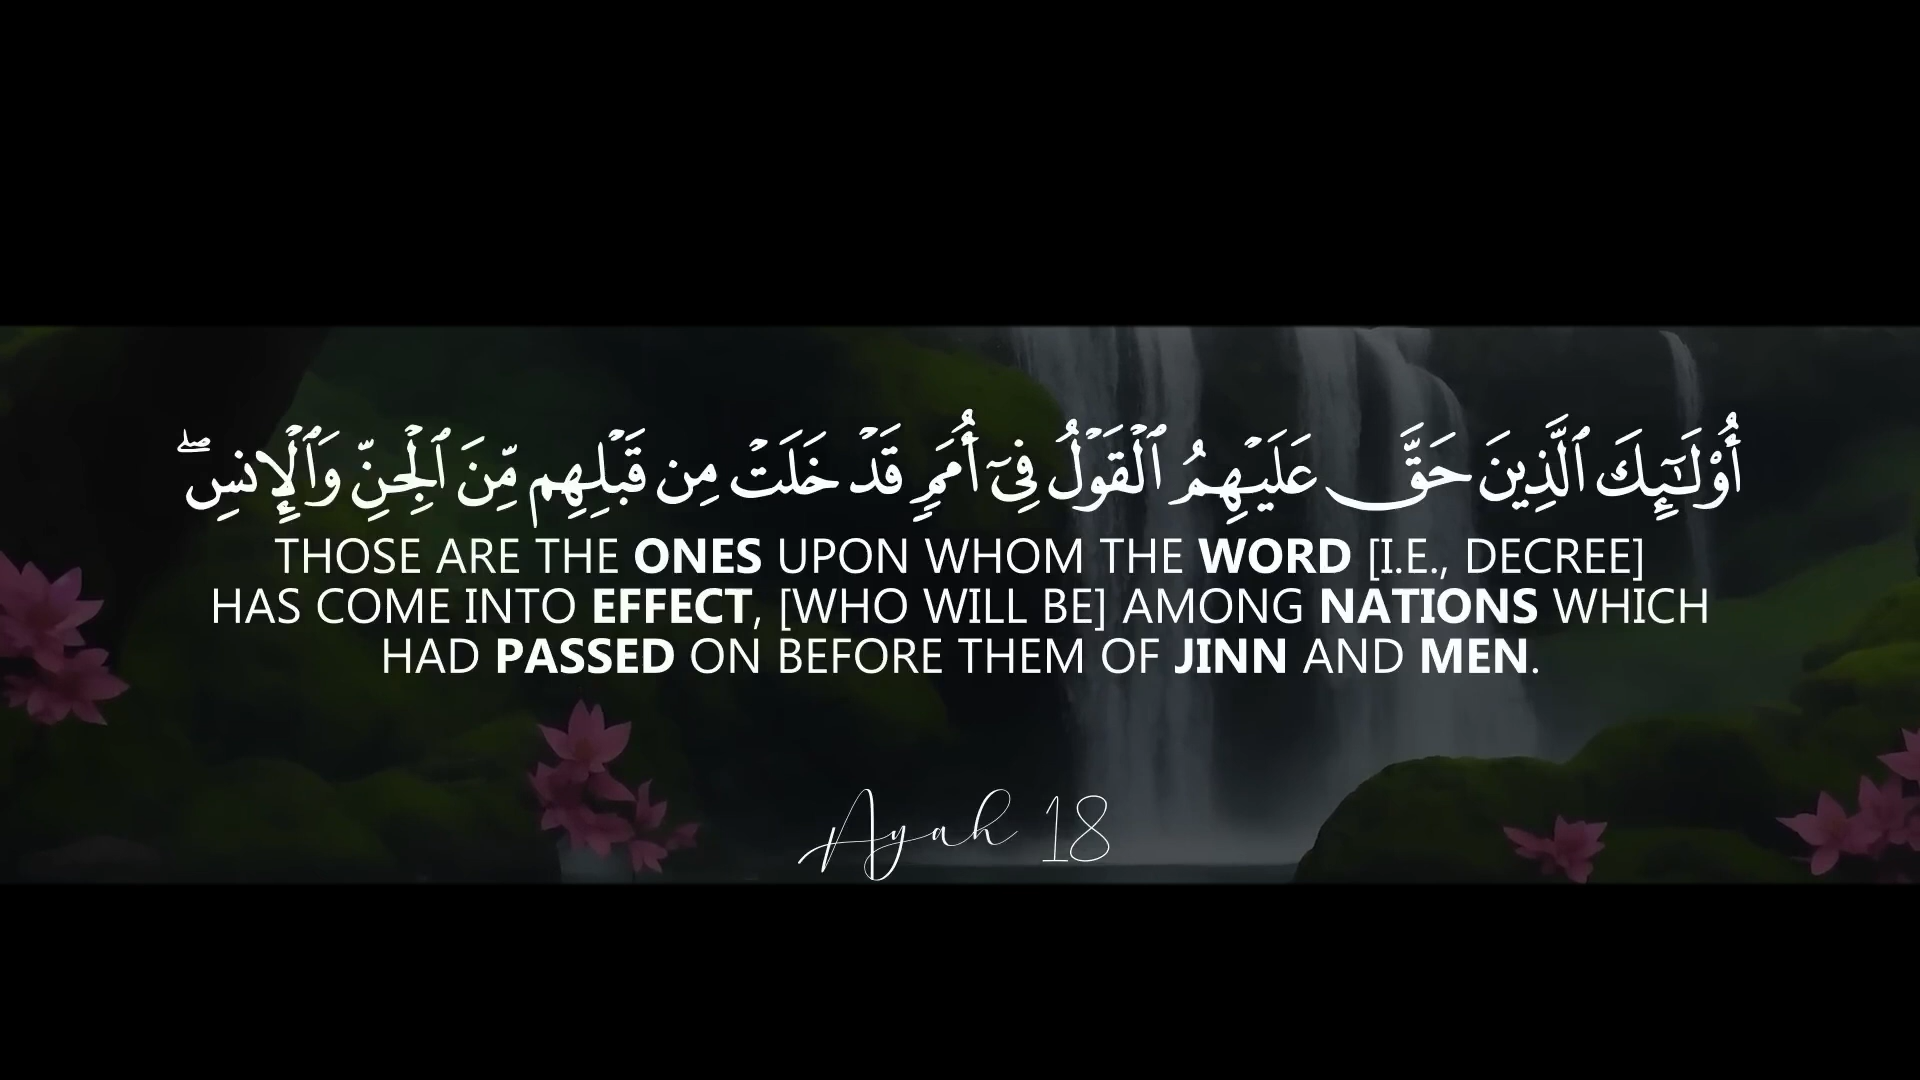 أُو۟لَـٰٓئِكَ ٱلَّذِينَ حَقَّ عَلَيْهِمُ ٱلْقَوْلُ فِىٓ أُمَمٍ قَدْ خَلَتْ مِن قَبْلِهِم مِّنَ ٱلْجِنِّ وَٱلْإِنسِ ۖ
THOSE ARE THE ONES UPON WHOM THE WORD [I.E., DECREE]
HAS COME INTO EFFECT, [WHO WILL BE] AMONG NATIONS WHICH
HAD PASSED ON BEFORE THEM OF JINN AND MEN.
Ayah 18